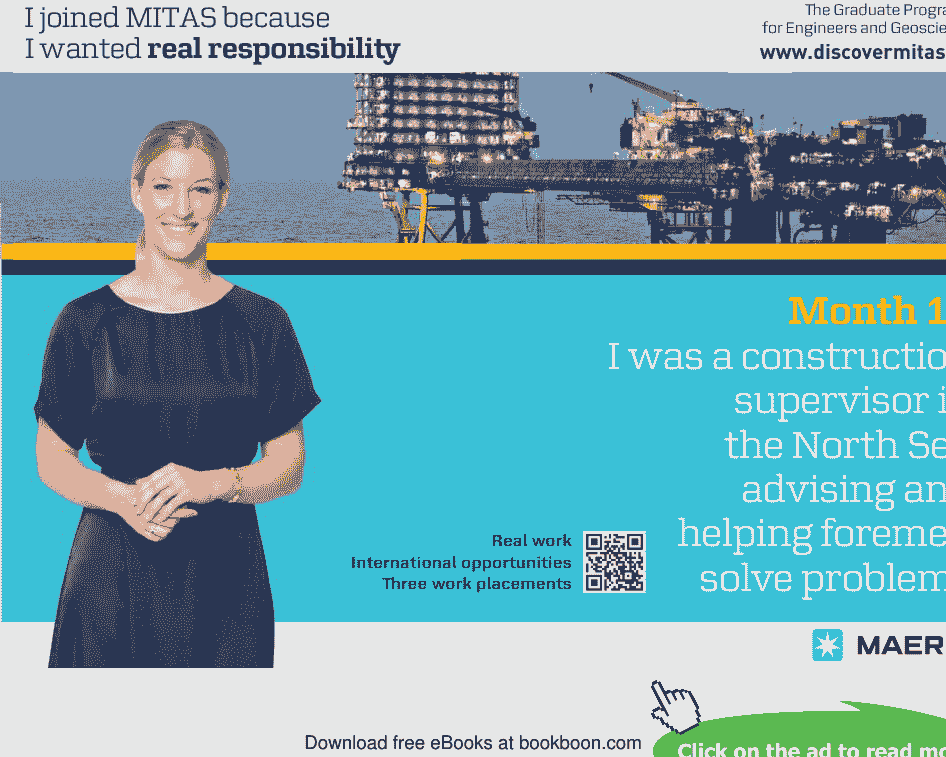 I joined MITAS because
I wanted real responsibility
The Graduate Progra
for Engineers and Geoscie
www.discovermitas
Month 1
I was a constructio
supervisor i
the North Se
advising an
helping foreme
solve problem
Real work
International opportunities
Three work placements
MAER
Download free eBooks at bookboon.com
Click on the ad to read mo